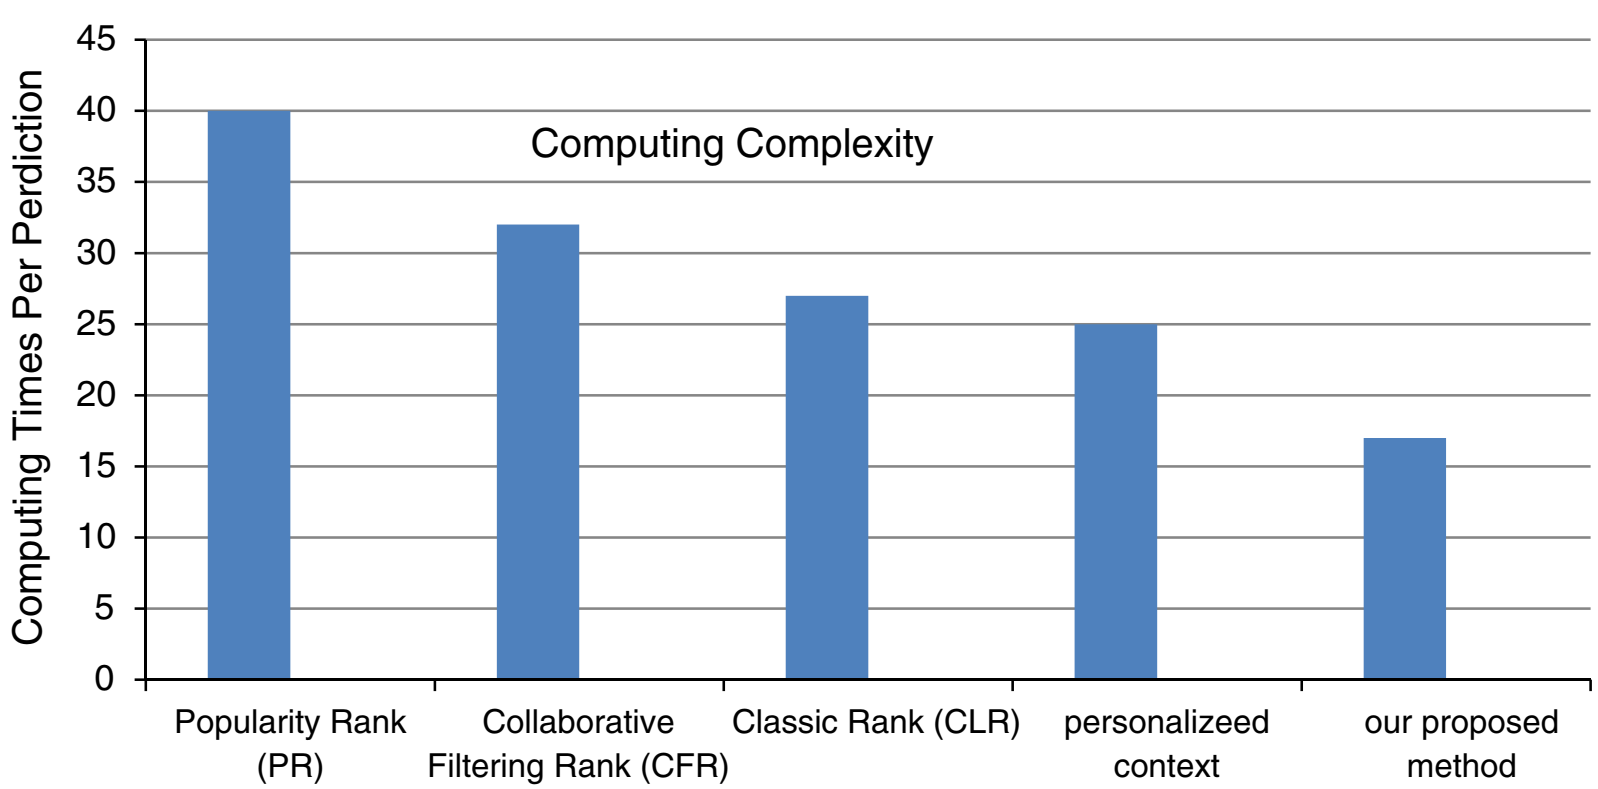 Computing Times Per Perdiction
45
40
35
30
25
20
15
10
5
0
Computing Complexity
Popularity Rank
(PR)
Collaborative
Filtering Rank (CFR)
Classic Rank (CLR)
personalizeed
context
our proposed
method